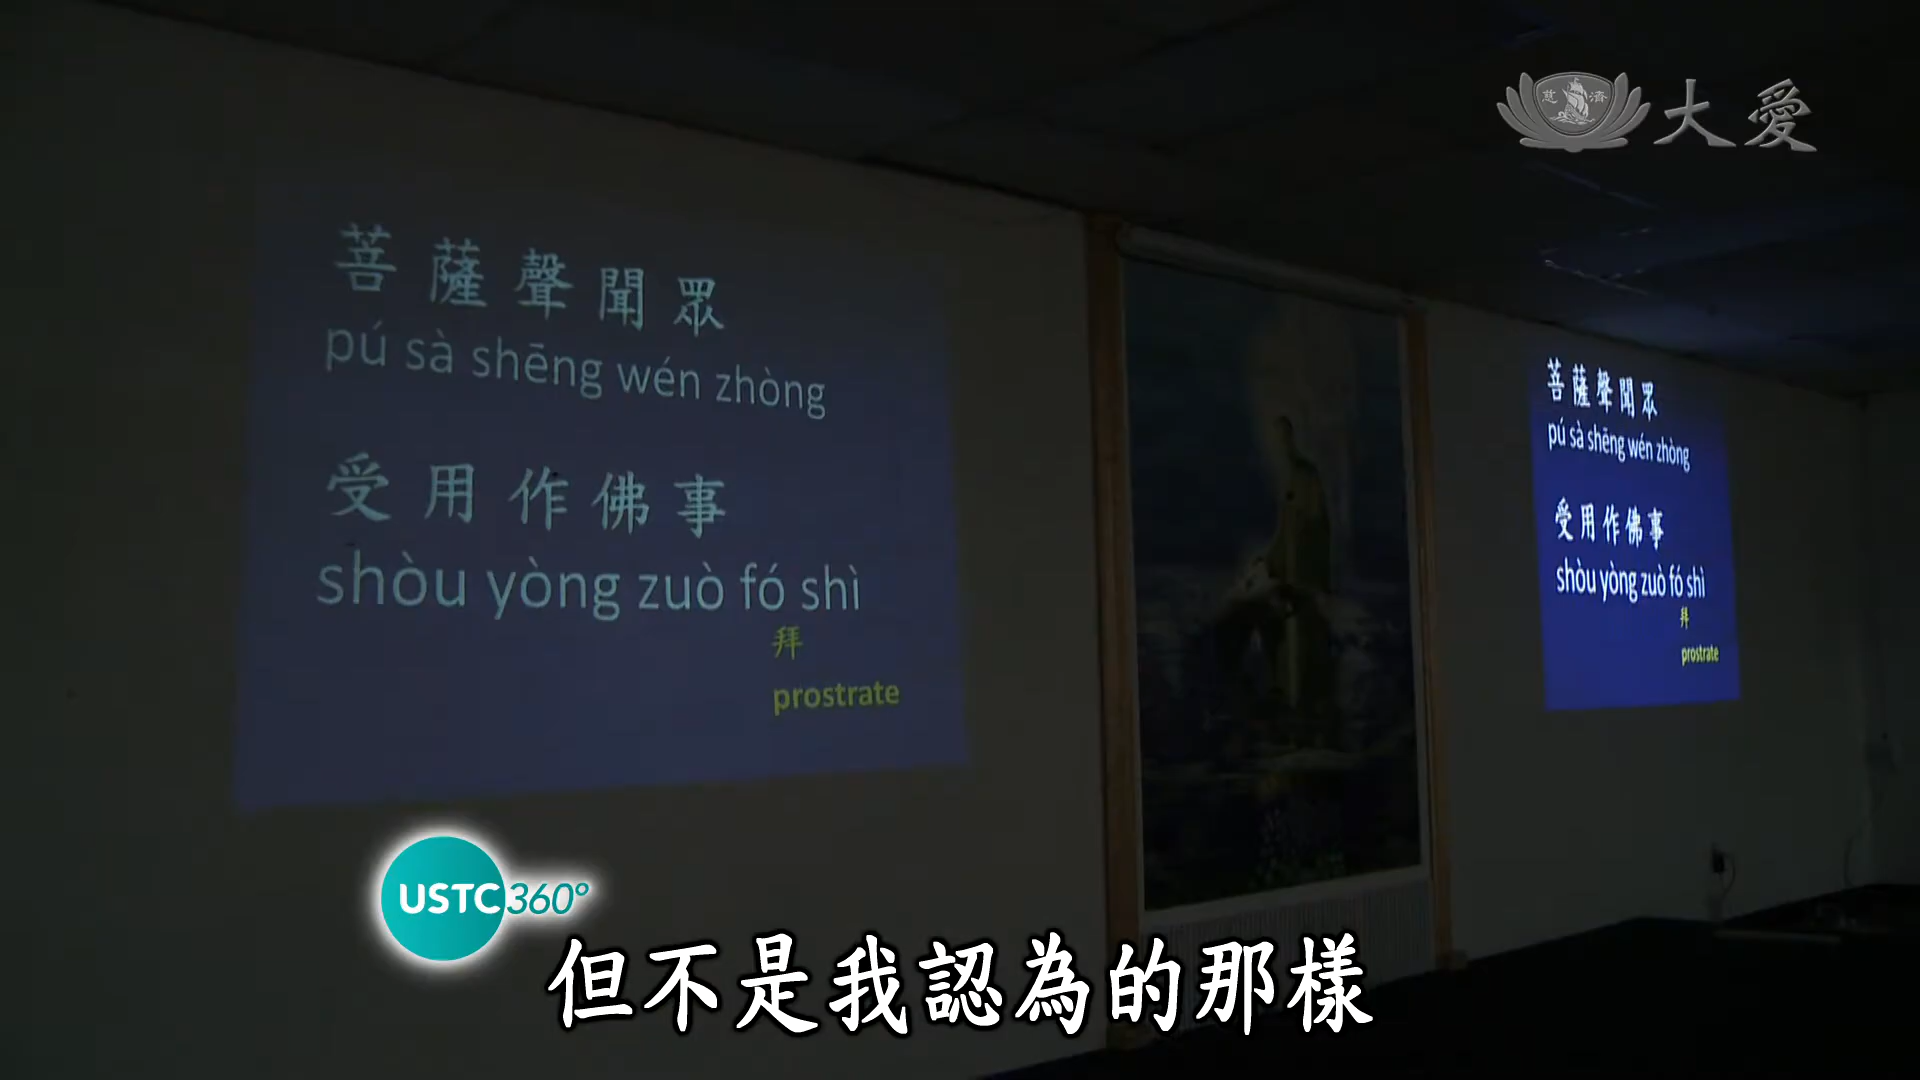 慈濟
大愛
菩薩聲聞眾
pú sà shēng wén zhòng
受用作佛事
shòu yòng zuò fó shì
拜
prostrate
菩薩聲聞眾
pú sà shēng wén zhòng
受用作佛事
shòu yòng zuò fó shì
拜
prostrate
USTC360°
但不是我認為的那樣